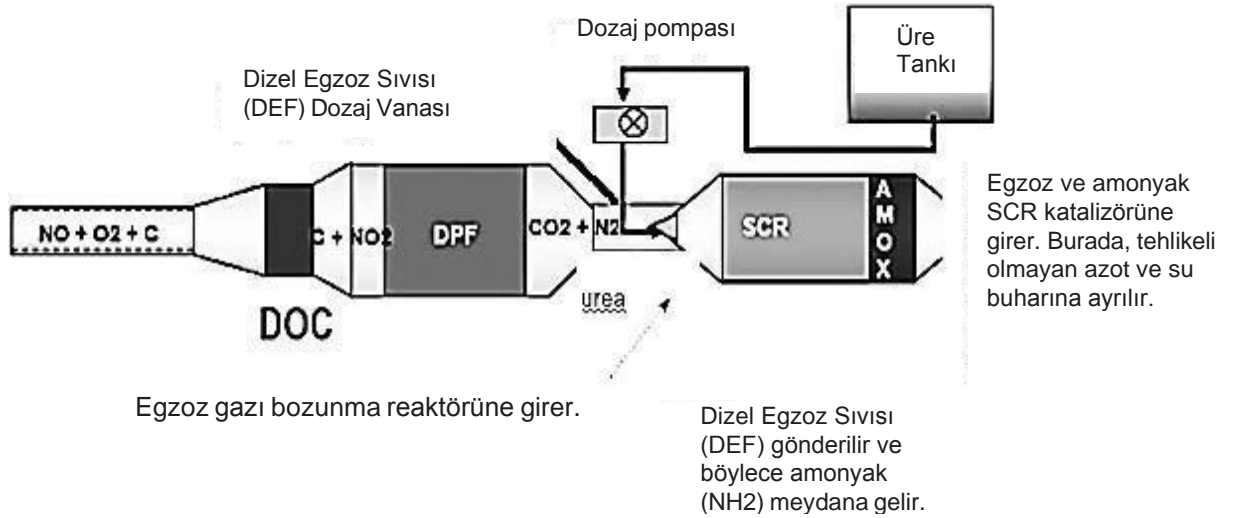 Dozaj pompası
Üre
Tankı
Dizel Egzoz Sıvısı
(DEF) Dozaj Vanası
NO + O2 + C
DOC
C + NO2
DPF
CO2 + N2
urea
SCR
AMOX
Egzoz ve amonyak
SCR katalizörüne
girer. Burada, tehlikeli
olmayan azot ve su
buharına ayrılır.
Egzoz gazı bozunma reaktörüne girer.
Dizel Egzoz Sıvısı
(DEF) gönderilir ve
böylece amonyak
(NH2) meydana gelir.